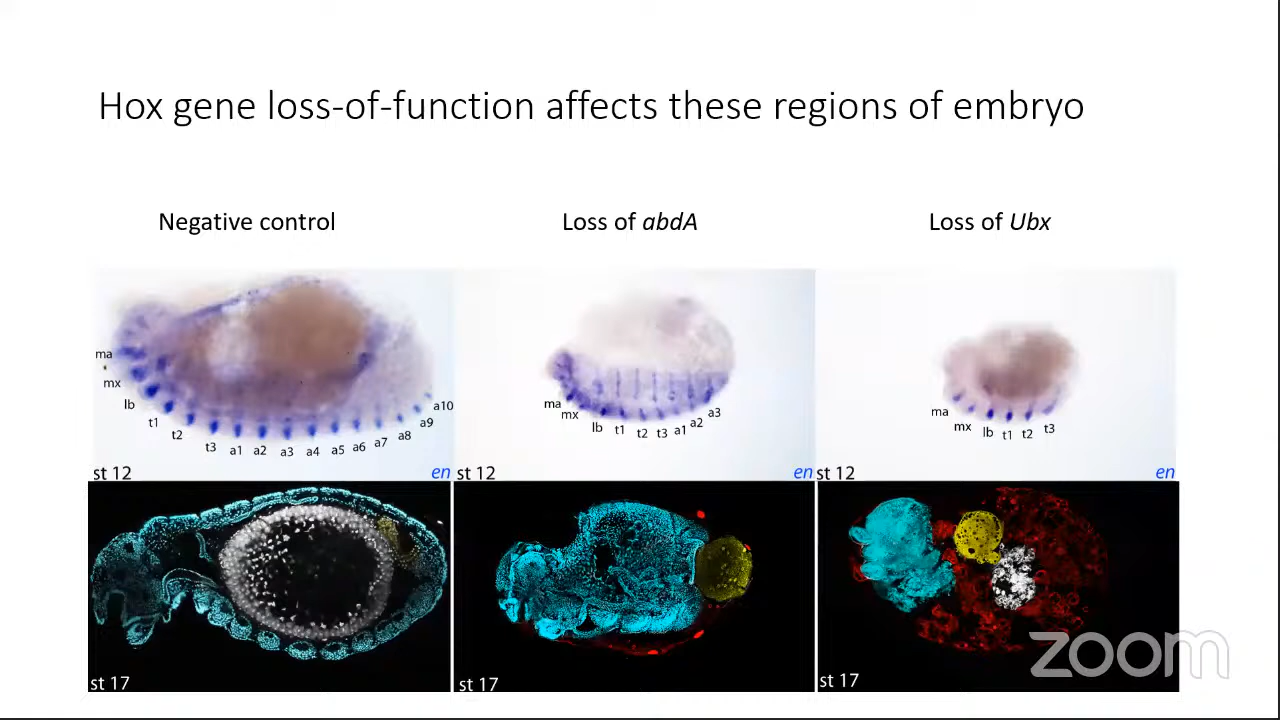 Hox gene loss-of-function affects these regions of embryo
Negative control
Loss of abdA
Loss of Ubx
ma
mx
lb
t1
t2
t3
a1
a2
a3
a4
a5
a6
a7
a8
a9
a10
st 12
en
ma
mx
lb
t1
t2
t3
a1
a2
a3
st 12
en
ma
mx
lb
t1
t2
t3
st 12
en
st 17
st 17
st 17
zoom